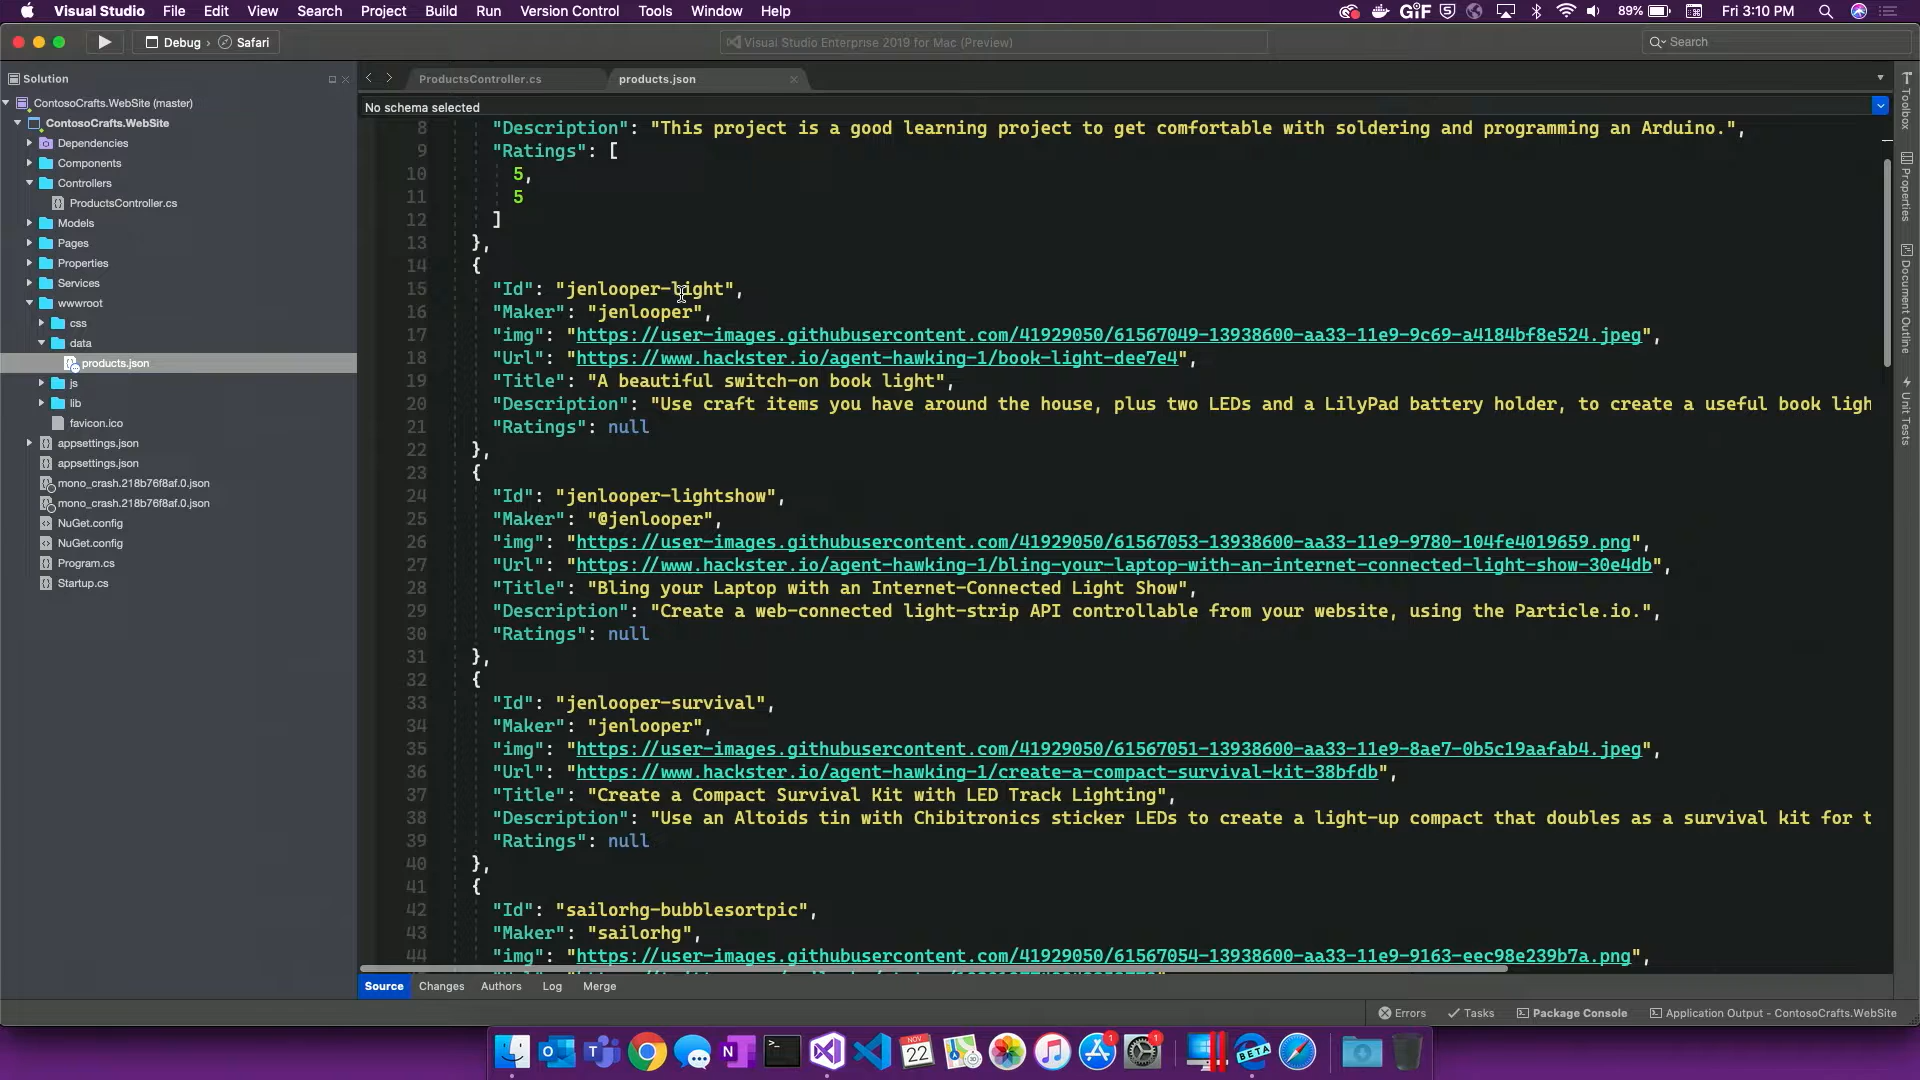 Visual Studio File Edit View Search Project Build Run Version Control Tools Window Help GIF 89% Fri 3:10 PM
Debug › Safari Visual Studio Enterprise 2019 for Mac (Preview) Search
Solution
ContosoCrafts.WebSite (master)
ContosoCrafts.WebSite
Dependencies
Components
Controllers
ProductsController.cs
Models
Pages
Properties
Services
wwwroot
css
data
products.json
js
lib
favicon.ico
appsettings.json
appsettings.json
mono_crash.218b76f8af.0.json
mono_crash.218b76f8af.0.json
NuGet.config
NuGet.config
Program.cs
Startup.cs
ProductsController.cs products.json
No schema selected
8 "Description": "This project is a good learning project to get comfortable with soldering and programming an Arduino.",
9 "Ratings": [
10 5,
11 5
12 ]
13 },
14 {
15 "Id": "jenlooper-light",
16 "Maker": "jenlooper",
17 "img": "https://user-images.githubusercontent.com/41929050/61567049-13938600-aa33-11e9-9c69-a4184bf8e524.jpeg",
18 "Url": "https://www.hackster.io/agent-hawking-1/book-light-dee7e4",
19 "Title": "A beautiful switch-on book light",
20 "Description": "Use craft items you have around the house, plus two LEDs and a LilyPad battery holder, to create a useful book ligh
21 "Ratings": null
22 },
23 {
24 "Id": "jenlooper-lightshow",
25 "Maker": "@jenlooper",
26 "img": "https://user-images.githubusercontent.com/41929050/61567053-13938600-aa33-11e9-9780-104fe4019659.png",
27 "Url": "https://www.hackster.io/agent-hawking-1/bling-your-laptop-with-an-internet-connected-light-show-30e4db",
28 "Title": "Bling your Laptop with an Internet-Connected Light Show",
29 "Description": "Create a web-connected light-strip API controllable from your website, using the Particle.io.",
30 "Ratings": null
31 },
32 {
33 "Id": "jenlooper-survival",
34 "Maker": "jenlooper",
35 "img": "https://user-images.githubusercontent.com/41929050/61567051-13938600-aa33-11e9-8ae7-0b5c19aafab4.jpeg",
36 "Url": "https://www.hackster.io/agent-hawking-1/create-a-compact-survival-kit-38bfdb",
37 "Title": "Create a Compact Survival Kit with LED Track Lighting",
38 "Description": "Use an Altoids tin with Chibitronics sticker LEDs to create a light-up compact that doubles as a survival kit for t
39 "Ratings": null
40 },
41 {
42 "Id": "sailorhg-bubblesortpic",
43 "Maker": "sailorhg",
44 "img": "https://user-images.githubusercontent.com/41929050/61567054-13938600-aa33-11e9-9163-eec98e239b7a.png",
Toolbox
Properties
Document Outline
Unit Tests
Source Changes Authors Log Merge
Errors Tasks Package Console Application Output - ContosoCrafts.WebSite
NOV
22
1
1
BETA